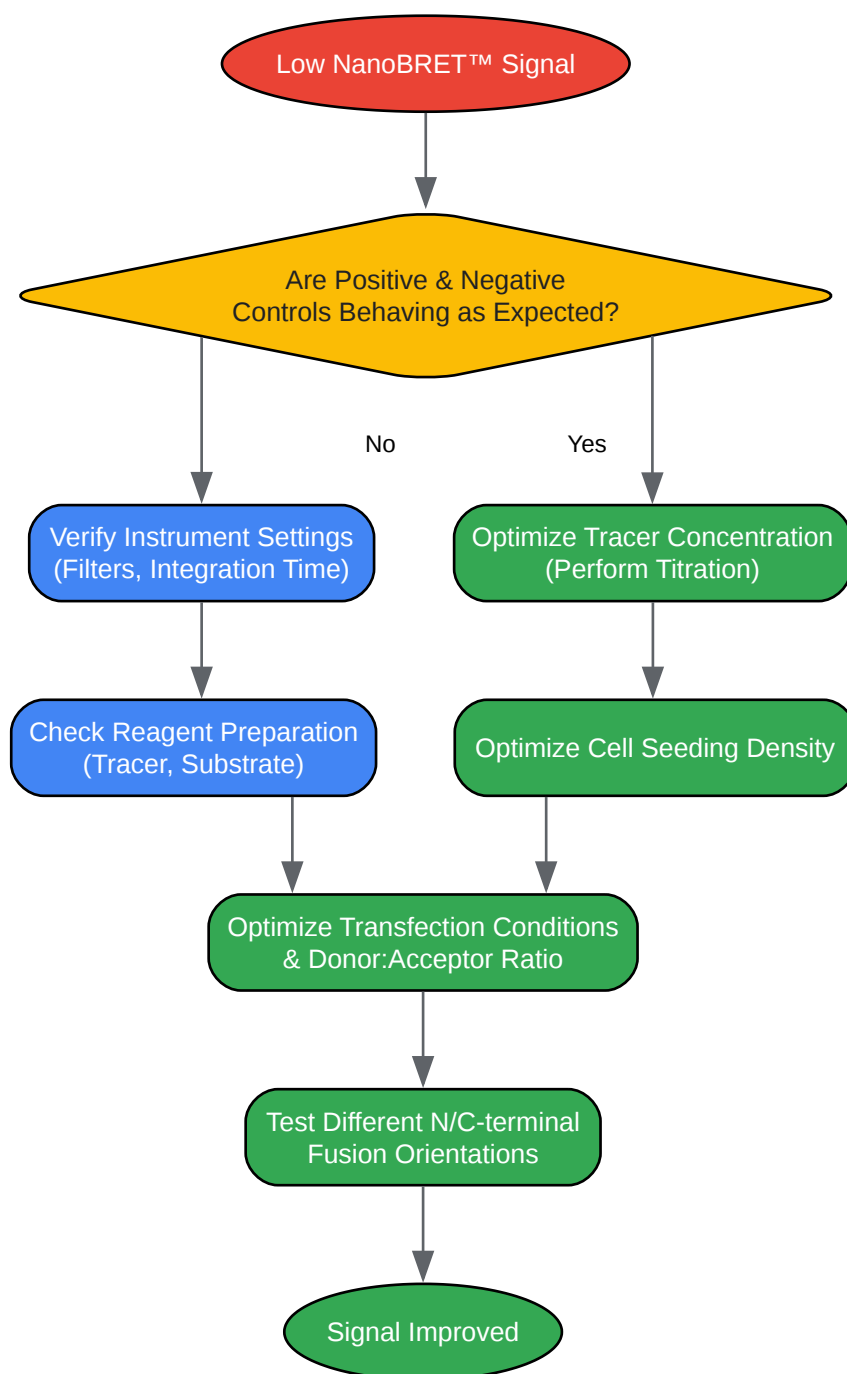 Low NanoBRET™ Signal
Are Positive & Negative
Controls Behaving as Expected?
No
Yes
Verify Instrument Settings
(Filters, Integration Time)
Optimize Tracer Concentration
(Perform Titration)
Check Reagent Preparation
(Tracer, Substrate)
Optimize Cell Seeding Density
Optimize Transfection Conditions
& Donor:Acceptor Ratio
Test Different N/C-terminal
Fusion Orientations
Signal Improved